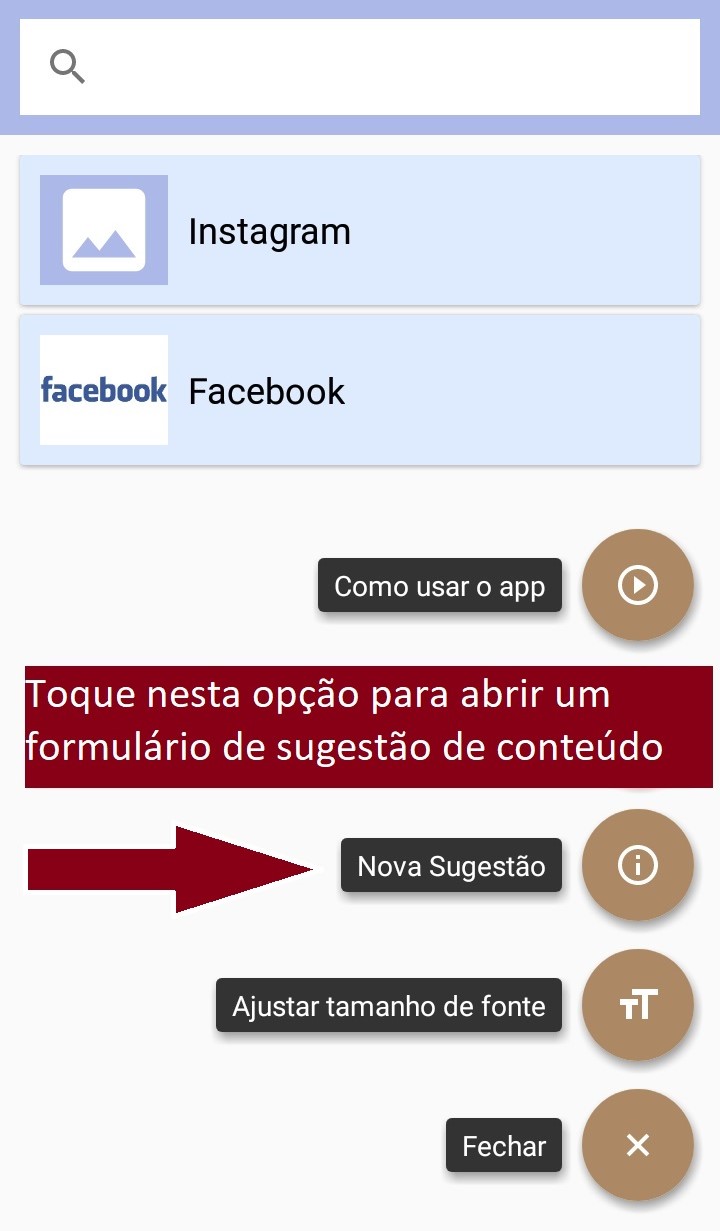 Instagram
facebook Facebook
Como usar o app
Toque nesta opção para abrir um
formulário de sugestão de conteúdo
Nova Sugestão
Ajustar tamanho de fonte
Fechar